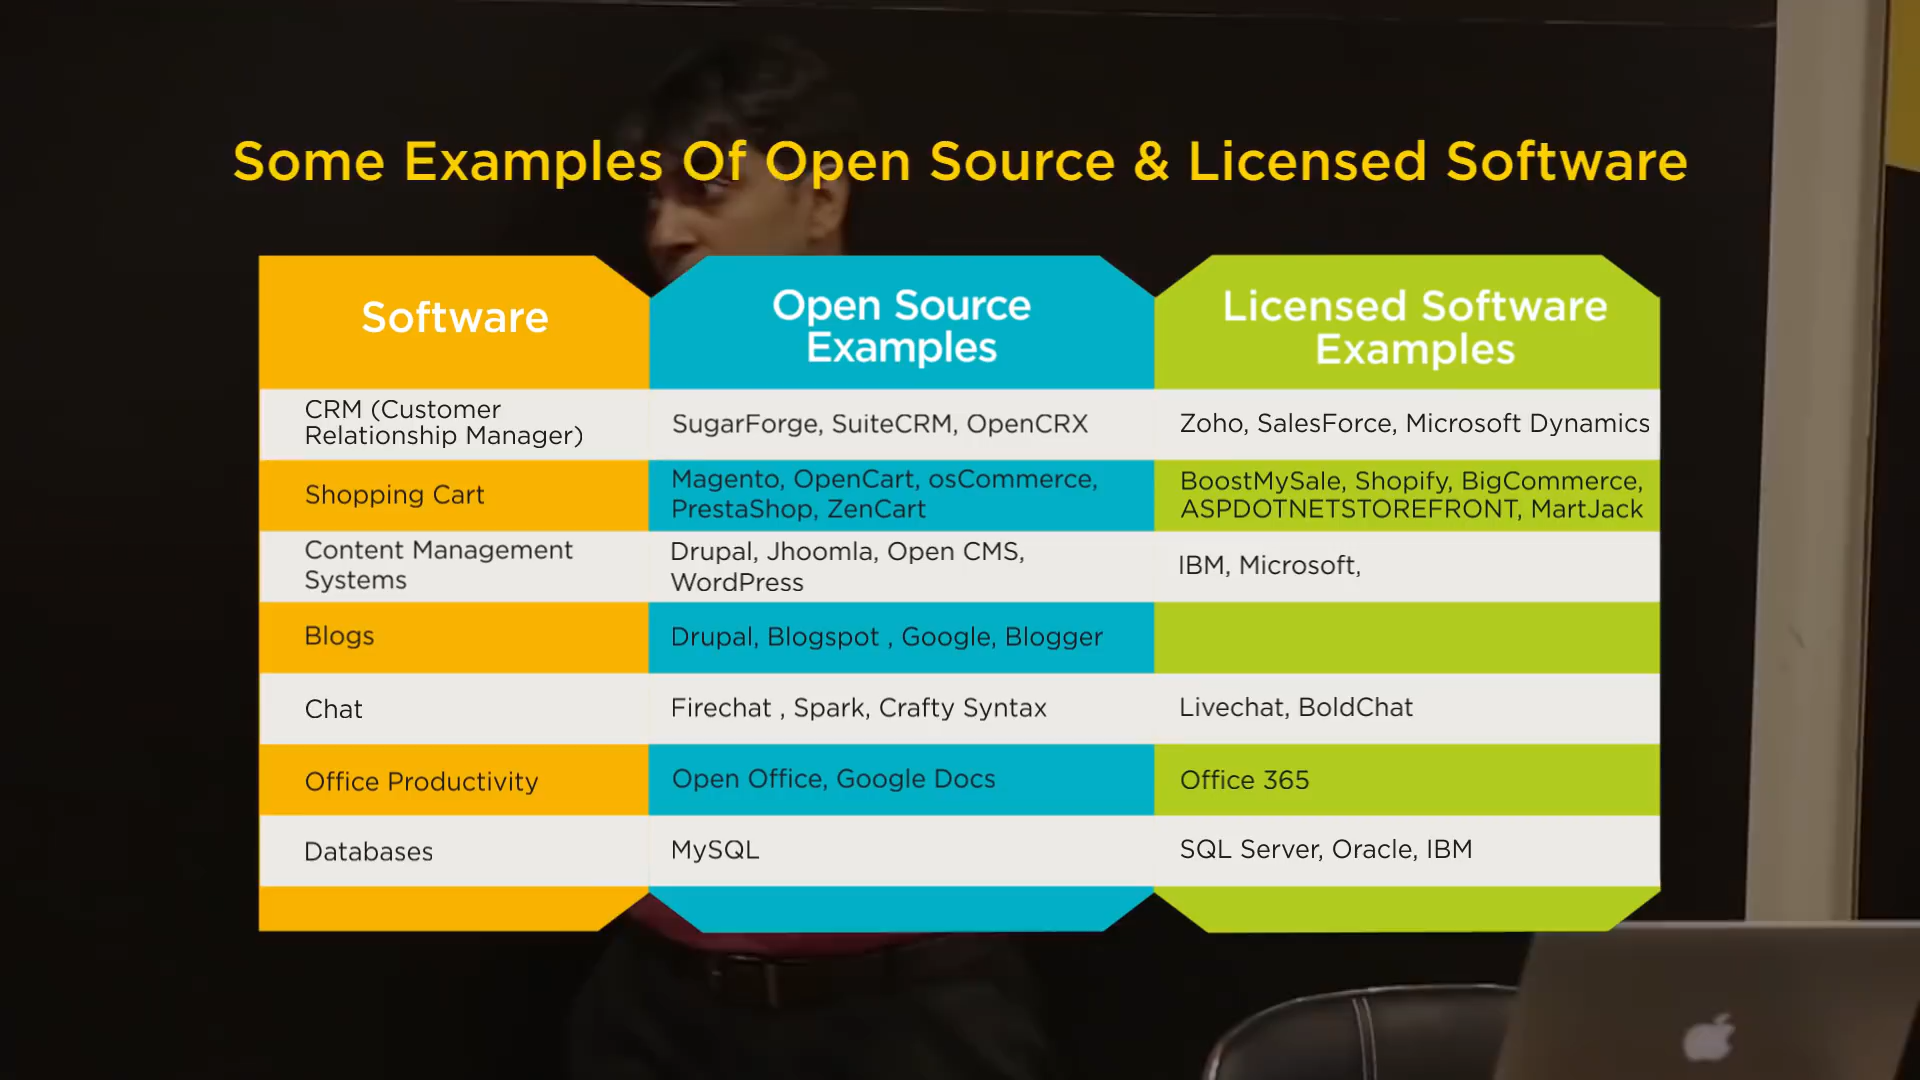 Some Examples Of Open Source & Licensed Software
Software
Open Source
Examples
Licensed Software
Examples
CRM (Customer
Relationship Manager)
SugarForge, SuiteCRM, OpenCRX
Zoho, SalesForce, Microsoft Dynamics
Shopping Cart
Magento, OpenCart, osCommerce,
PrestaShop, ZenCart
BoostMySale, Shopify, BigCommerce,
ASPDOTNETSTOREFRONT, MartJack
Content Management
Systems
Drupal, Jhoomla, Open CMS,
WordPress
IBM, Microsoft,
Blogs
Drupal, Blogspot , Google, Blogger
Chat
Firechat , Spark, Crafty Syntax
Livechat, BoldChat
Office Productivity
Open Office, Google Docs
Office 365
Databases
MySQL
SQL Server, Oracle, IBM